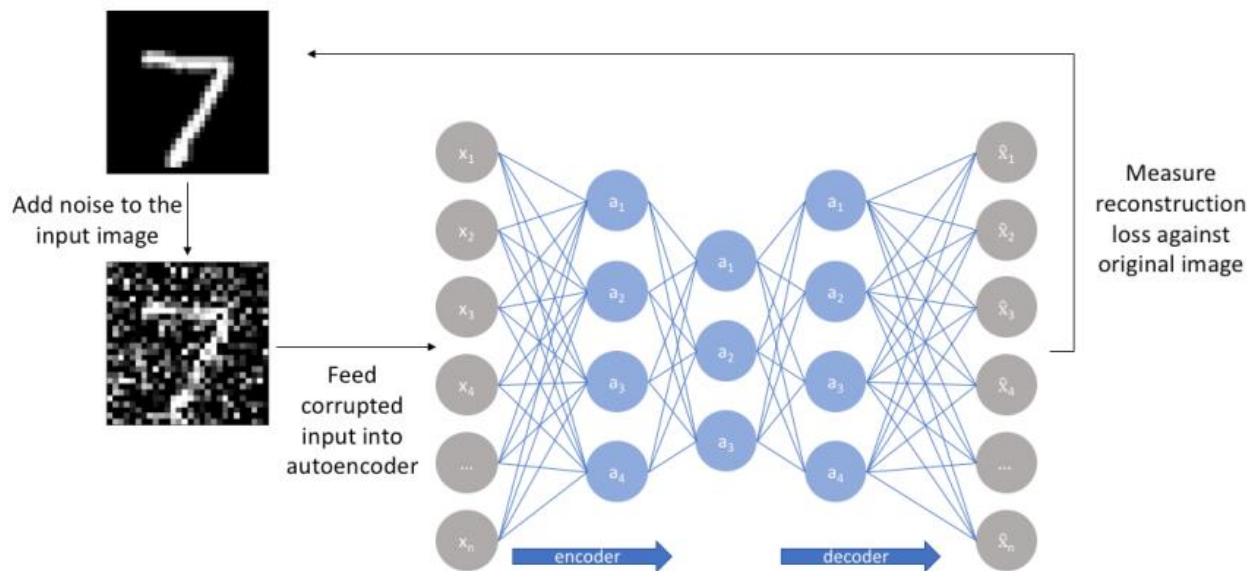 Add noise to the
input image
Feed
corrupted
input into
autoencoder
x₁
x₂
x₃
x₄
...
xₙ
a₁
a₂
a₃
a₄
a₁
a₂
a₃
a₁
a₂
a₃
a₄
x̂₁
x̂₂
x̂₃
x̂₄
...
x̂ₙ
encoder
decoder
Measure
reconstruction
loss against
original image